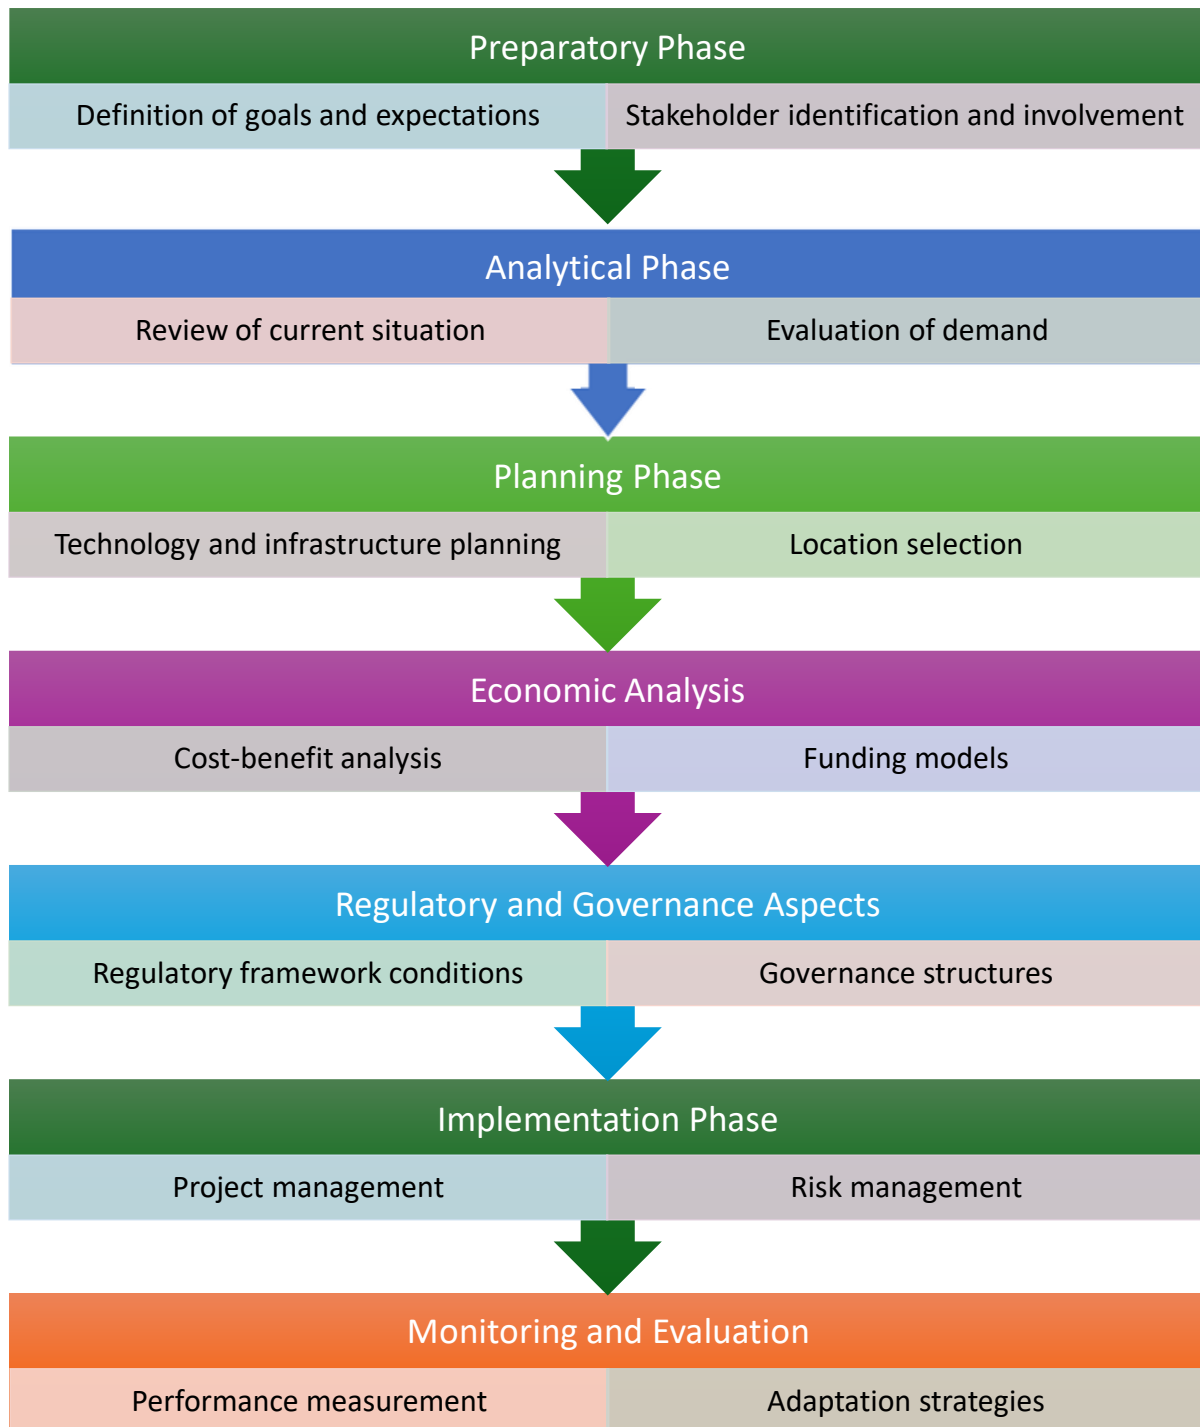 Preparatory Phase
Definition of goals and expectations
Stakeholder identification and involvement
Analytical Phase
Review of current situation
Evaluation of demand
Planning Phase
Technology and infrastructure planning
Location selection
Economic Analysis
Cost-benefit analysis
Funding models
Regulatory and Governance Aspects
Regulatory framework conditions
Governance structures
Implementation Phase
Project management
Risk management
Monitoring and Evaluation
Performance measurement
Adaptation strategies